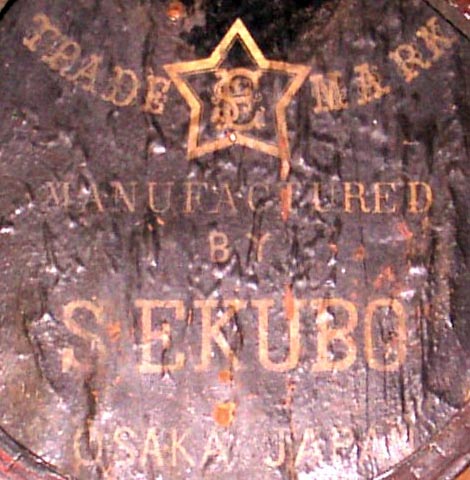 TRADE MARK
SE
MANUFACTURED
BY
S EKUBO
OSAKA JAPAN